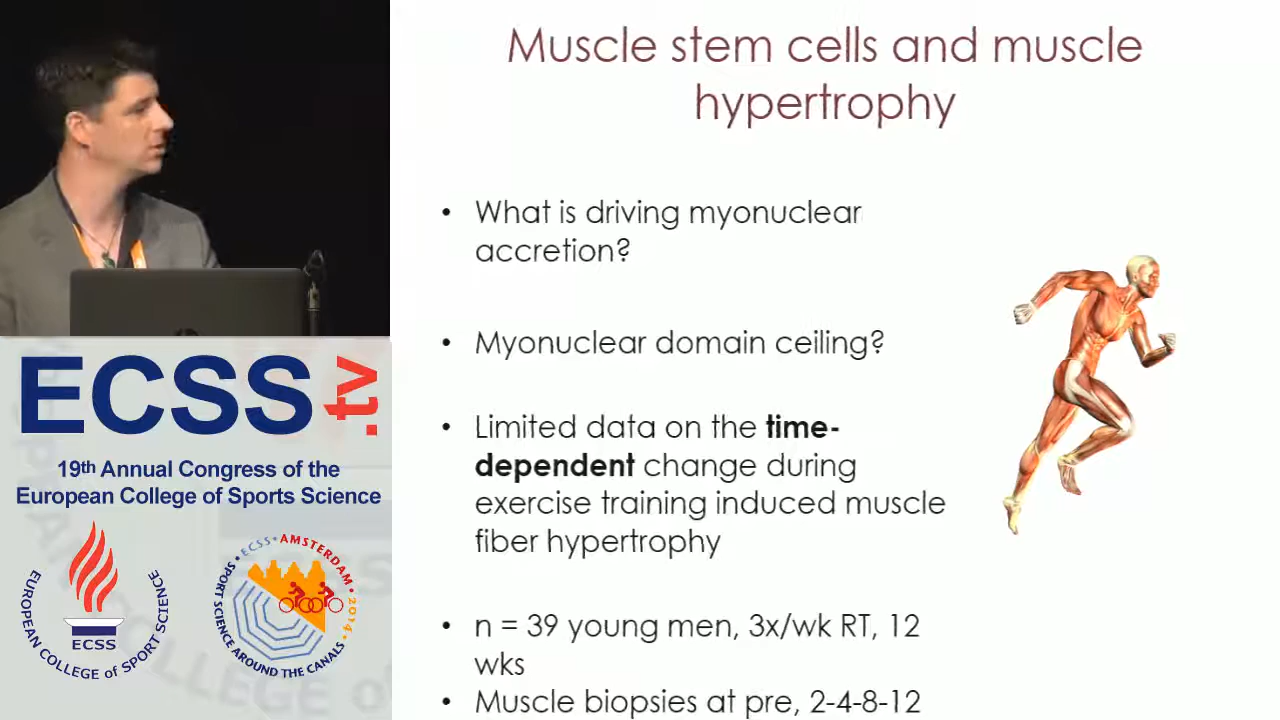 Muscle stem cells and muscle
hypertrophy
• What is driving myonuclear
accretion?
• Myonuclear domain ceiling?
• Limited data on the time-
dependent change during
exercise training induced muscle
fiber hypertrophy
• n = 39 young men, 3x/wk RT, 12
wks
• Muscle biopsies at pre, 2-4-8-12
ECSS.tv
19th Annual Congress of the
European College of Sports Science
EUROPEAN COLLEGE of SPORT SCIENCE
ECSS
• ECSS • AMSTERDAM • 2014 •
SPORT SCIENCE AROUND THE CANALS